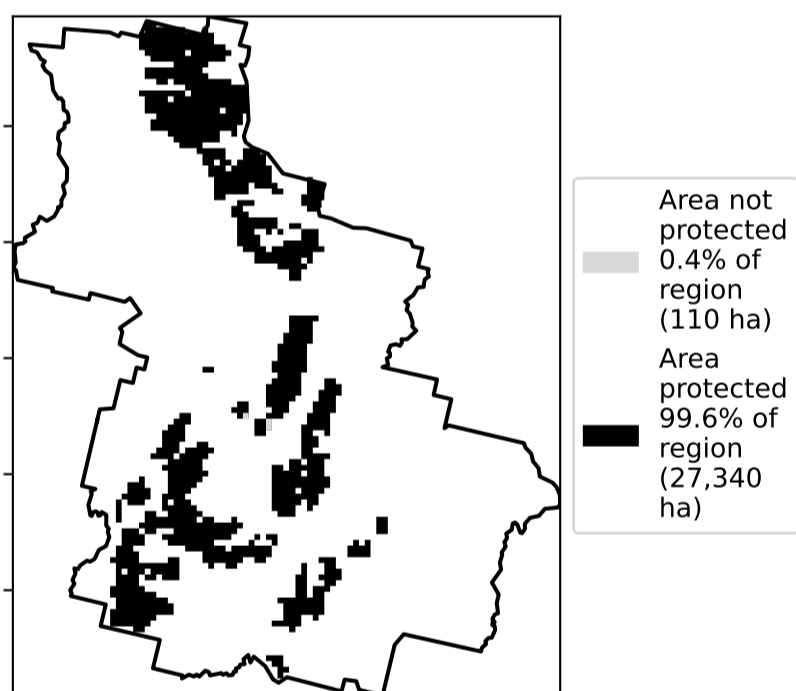 Area not
protected
0.4% of
region
(110 ha)
Area
protected
99.6% of
region
(27,340
ha)